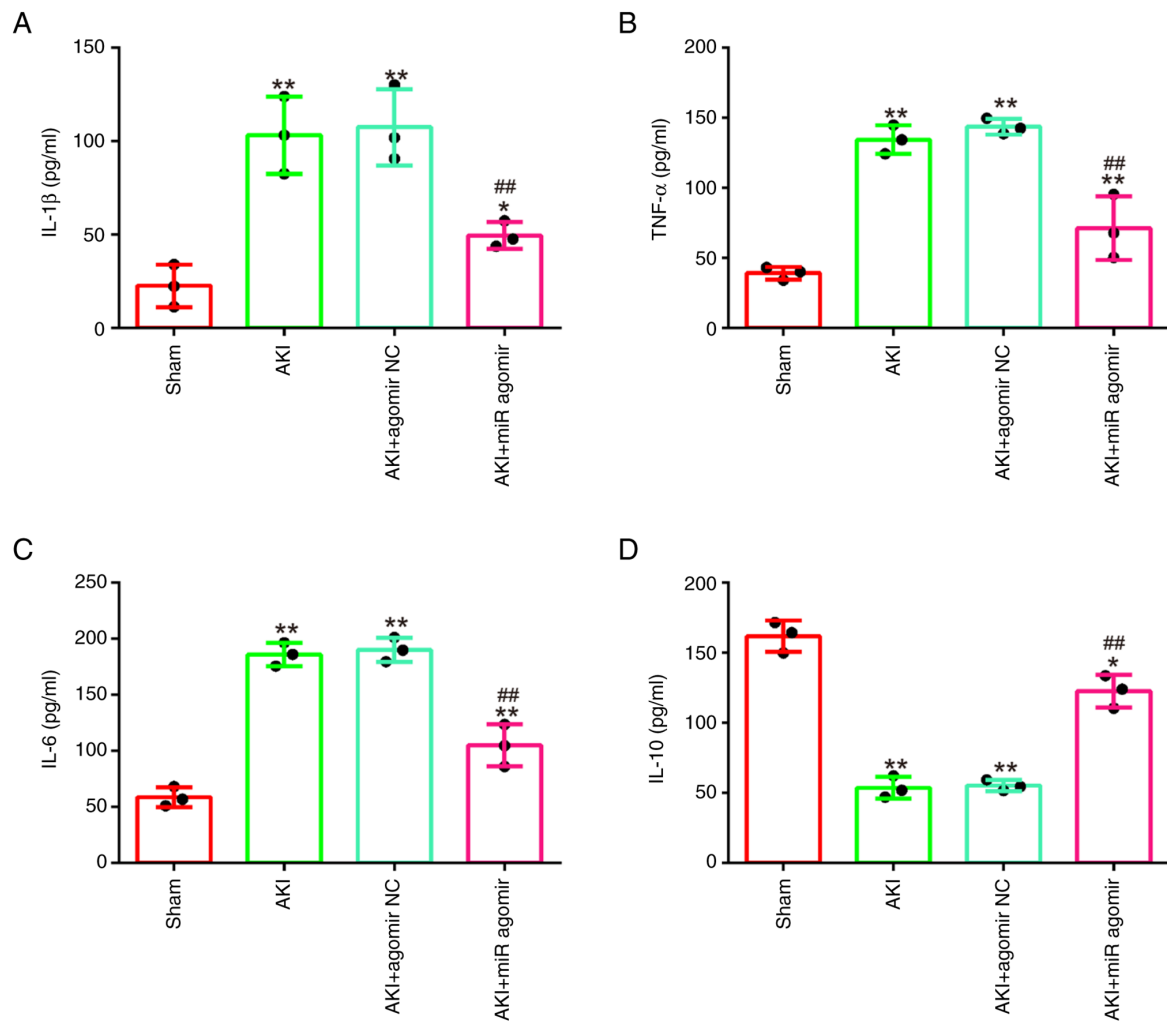 A
IL-1β (pg/ml)
150
100
50
0
**
**
##
*
Sham
AKI
AKI+agomir NC
AKI+miR agomir
B
TNF-α (pg/ml)
200
150
100
50
0
**
**
##
**
Sham
AKI
AKI+agomir NC
AKI+miR agomir
C
IL-6 (pg/ml)
250
200
150
100
50
0
**
**
##
**
Sham
AKI
AKI+agomir NC
AKI+miR agomir
D
IL-10 (pg/ml)
200
150
100
50
0
**
**
##
*
Sham
AKI
AKI+agomir NC
AKI+miR agomir